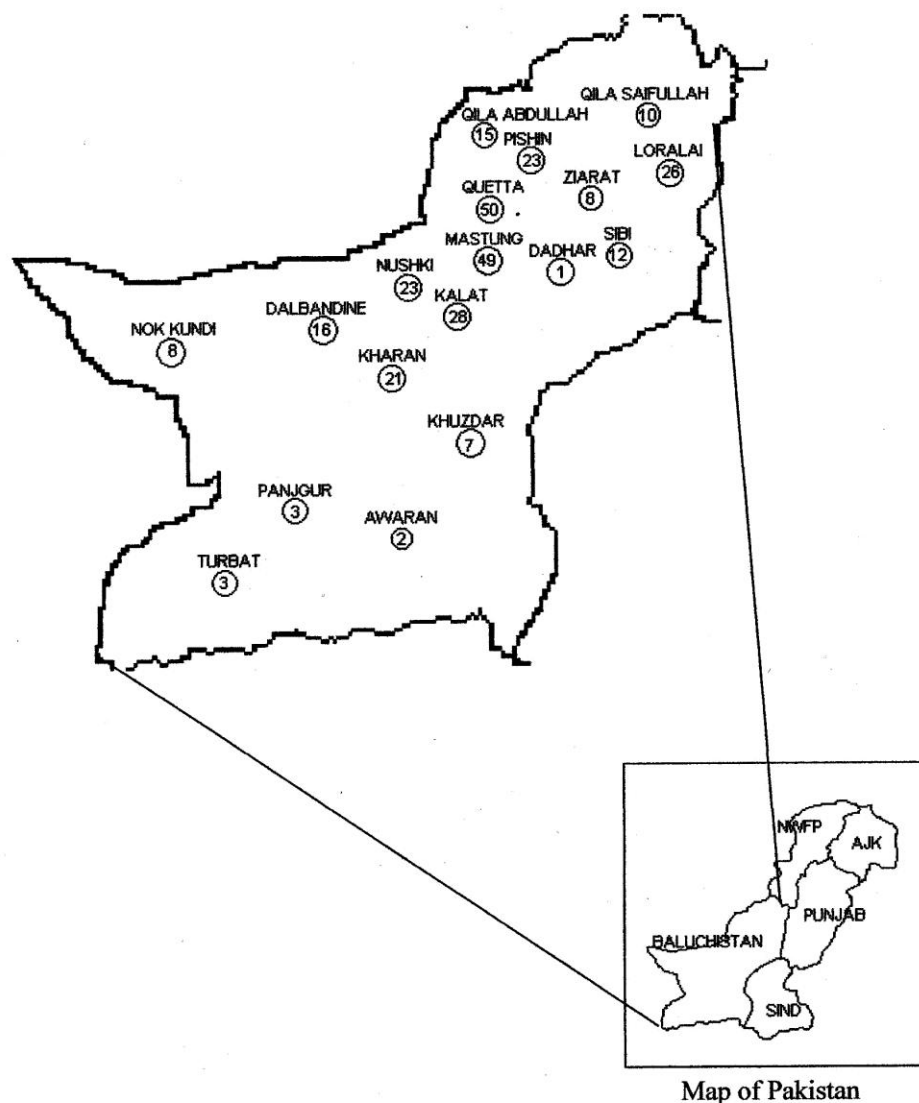 QILA SAIFULLAH
10
QILA ABDULLAH
15
PISHIN
23
LORALAI
26
ZIARAT
8
QUETTA
50
MASTUNG
49
DADHAR
1
SIBI
12
NUSHKI
23
KALAT
28
DALBANDINE
16
NOK KUNDI
8
KHARAN
21
KHUZDAR
7
PANJGUR
3
AWARAN
2
TURBAT
3
NWFP
AJK
PUNJAB
BALUCHISTAN
SIND
Map of Pakistan